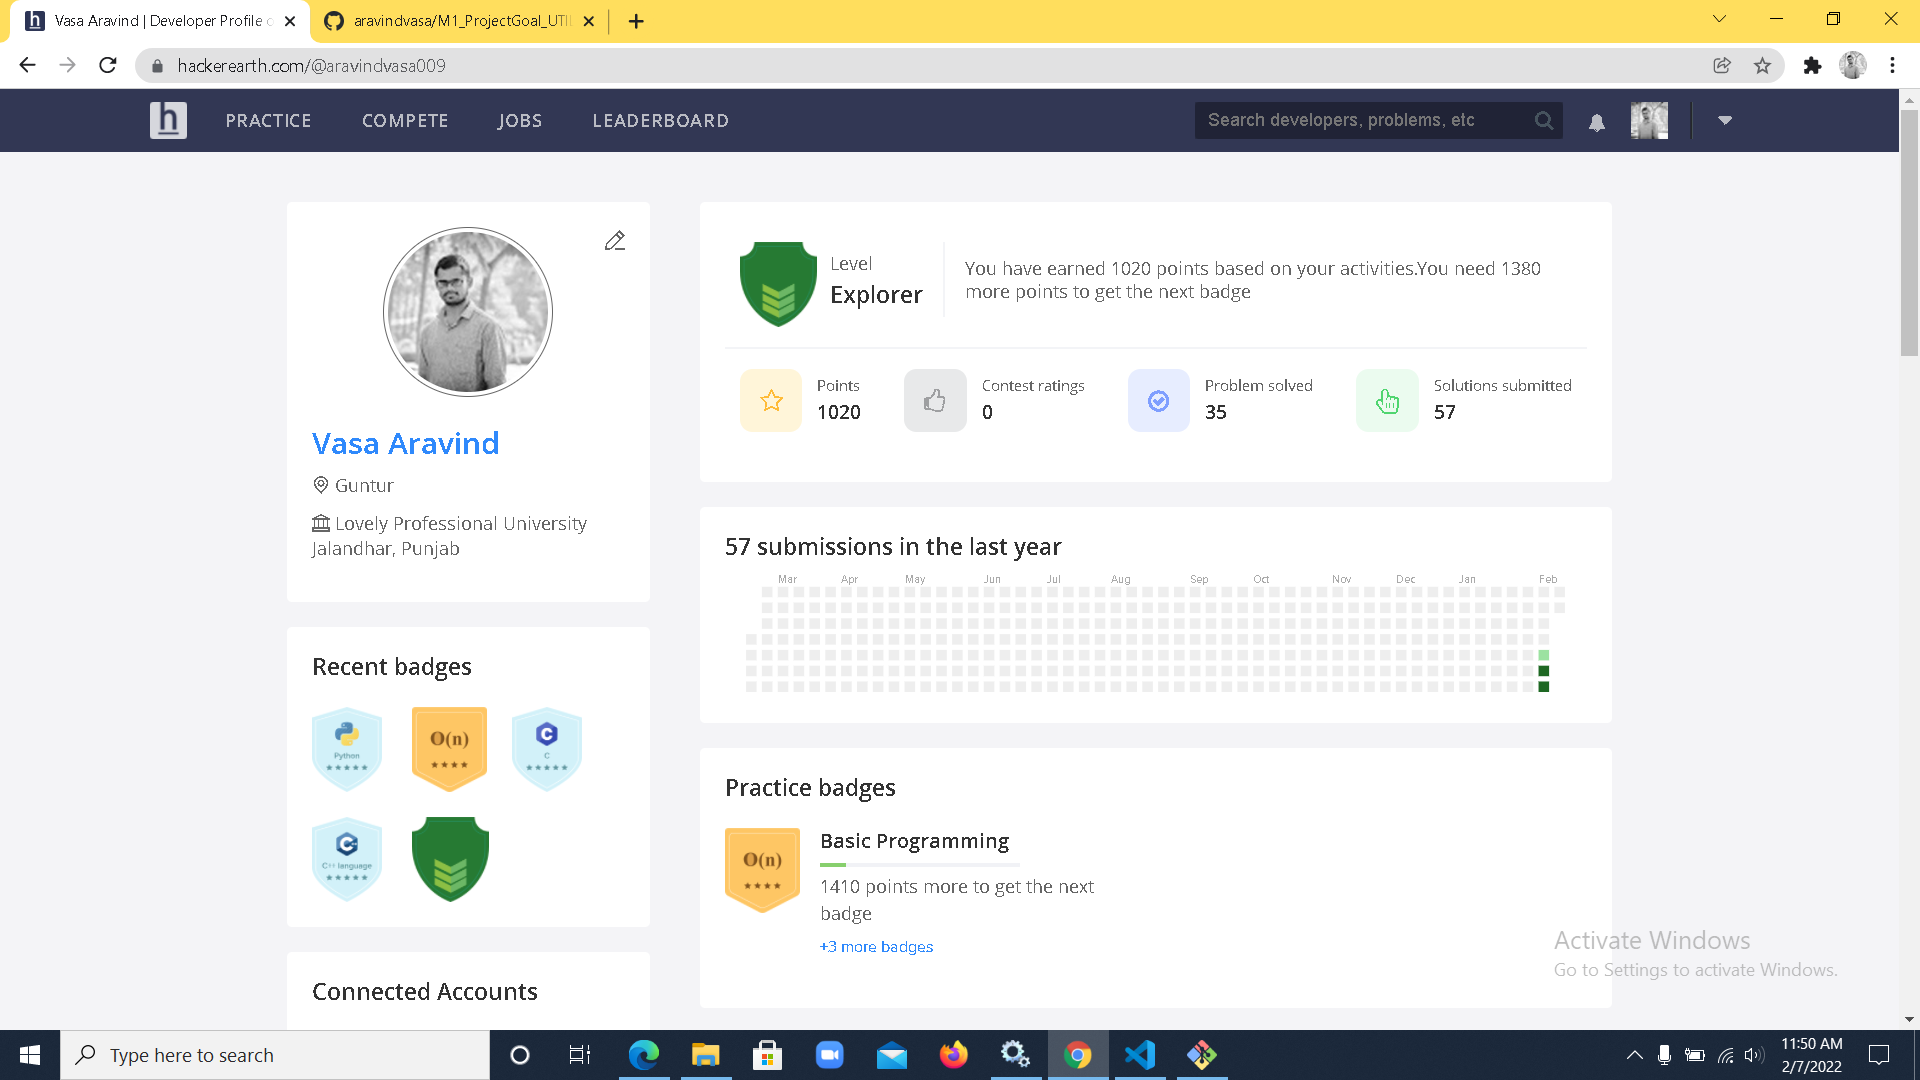 Vasa Aravind | Developer Profile
aravindvasa/M1_ProjectGoal_UTI
hackerearth.com/@aravindvasa009
h
PRACTICE
COMPETE
JOBS
LEADERBOARD
Search developers, problems, etc
Vasa Aravind
Guntur
Lovely Professional University
Jalandhar, Punjab
Level
Explorer
You have earned 1020 points based on your activities.You need 1380
more points to get the next badge
Points
1020
Contest ratings
0
Problem solved
35
Solutions submitted
57
57 submissions in the last year
Mar Apr May Jun Jul Aug Sep Oct Nov Dec Jan Feb
Recent badges
Python
O(n)
C
C
C++ language
Practice badges
O(n)
Basic Programming
1410 points more to get the next
badge
+3 more badges
Connected Accounts
Activate Windows
Go to Settings to activate Windows.
Type here to search
11:50 AM
2/7/2022